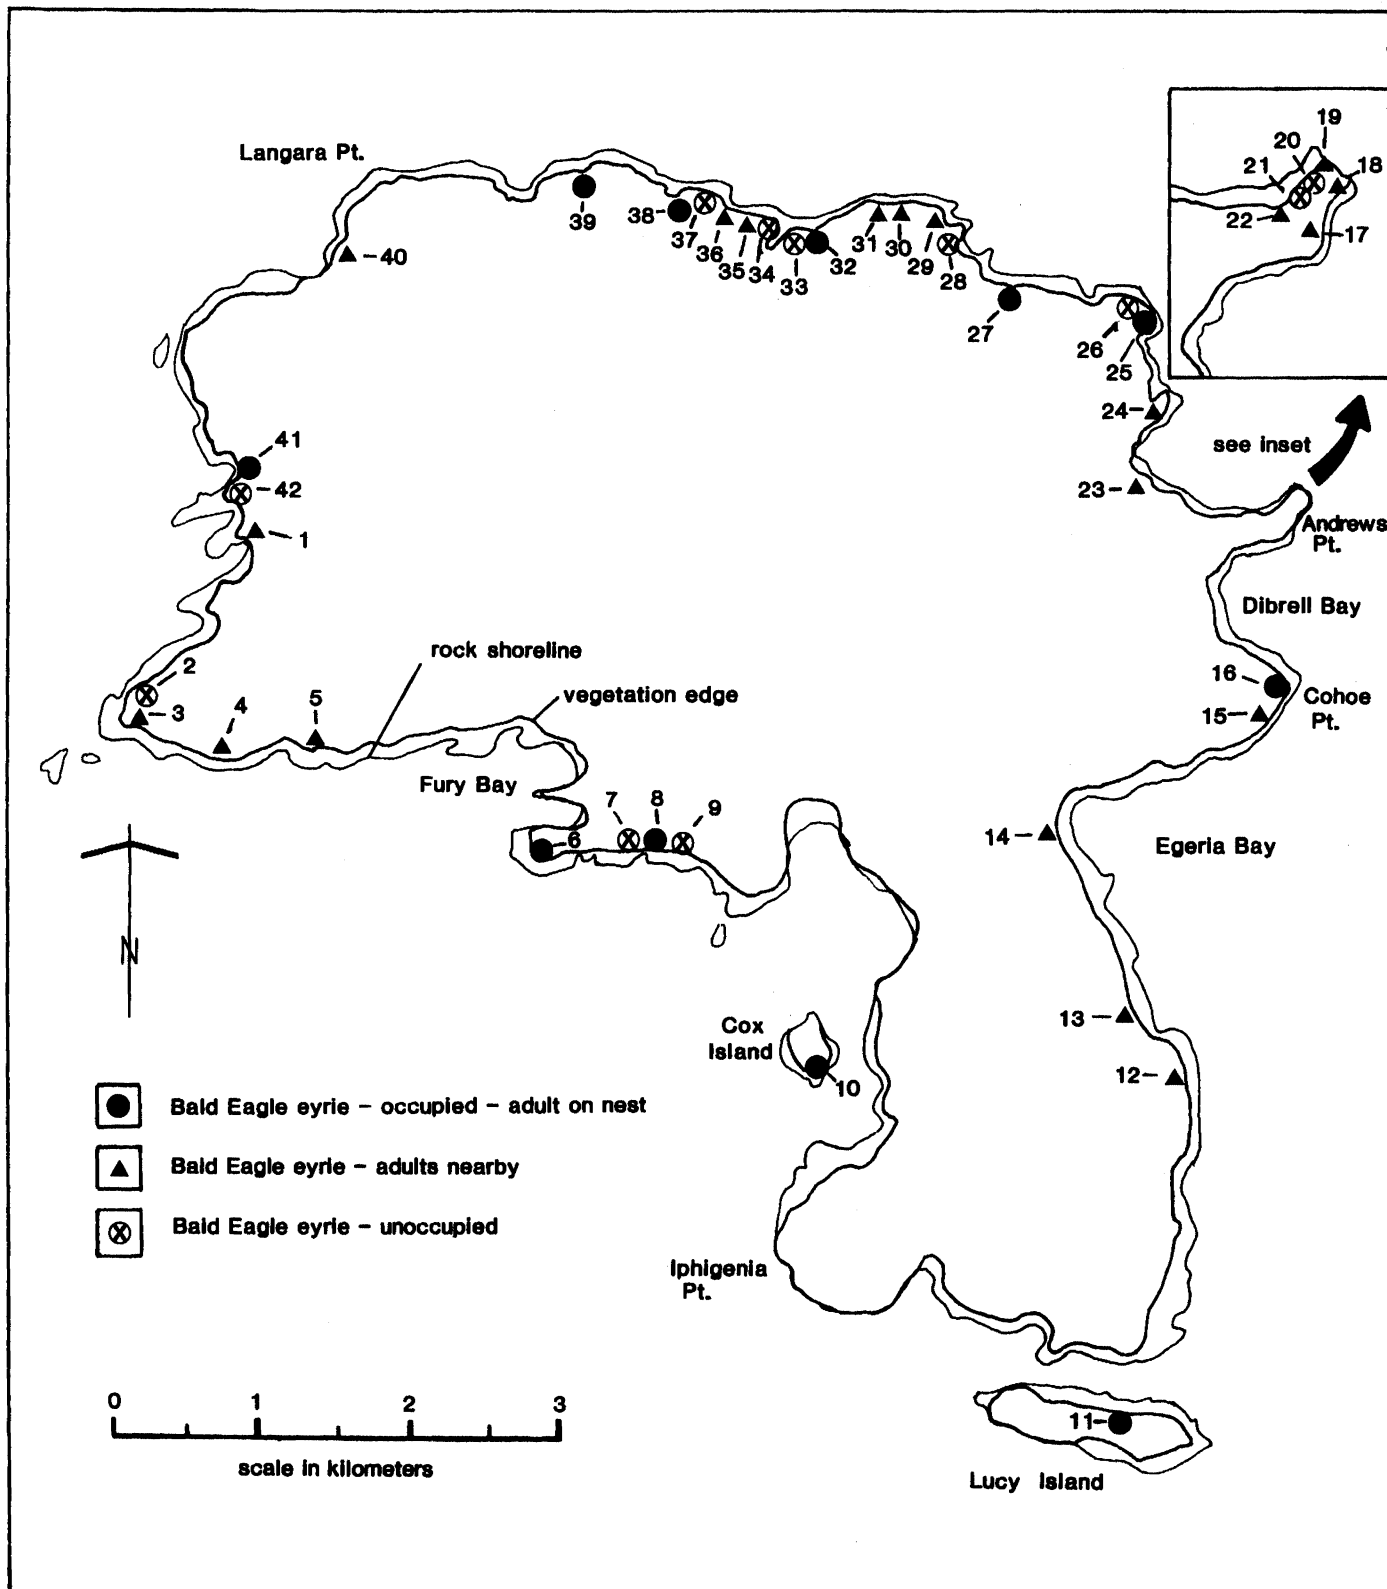 19
20
21
18
22
17
Langara Pt.
39
38
37
36
35
34
33
32
31
30
29
28
27
26
25
40
24
see inset
41
42
23
1
Andrews
Pt.
Dibrell Bay
rock shoreline
2
vegetation edge
16
3
4
5
Cohoe
Pt.
15
Fury Bay
7
8
9
6
14
Egeria Bay
N
13
Cox
Island
12
10
Bald Eagle eyrie – occupied – adult on nest
Bald Eagle eyrie – adults nearby
Bald Eagle eyrie – unoccupied
Iphigenia
Pt.
0 1 2 3
11
scale in kilometers
Lucy Island